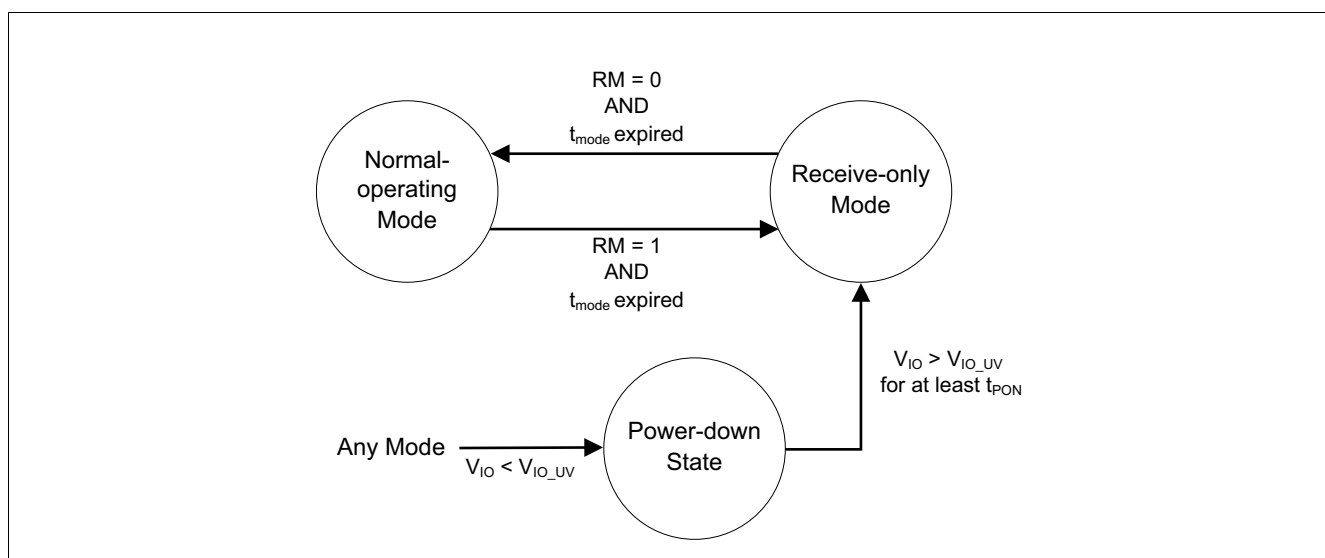 RM = 0
AND
tmode expired
Normal-
operating
Mode
Receive-only
Mode
RM = 1
AND
tmode expired
VIO > VIO_UV
for at least tPON
Power-down
State
Any Mode
VIO < VIO_UV